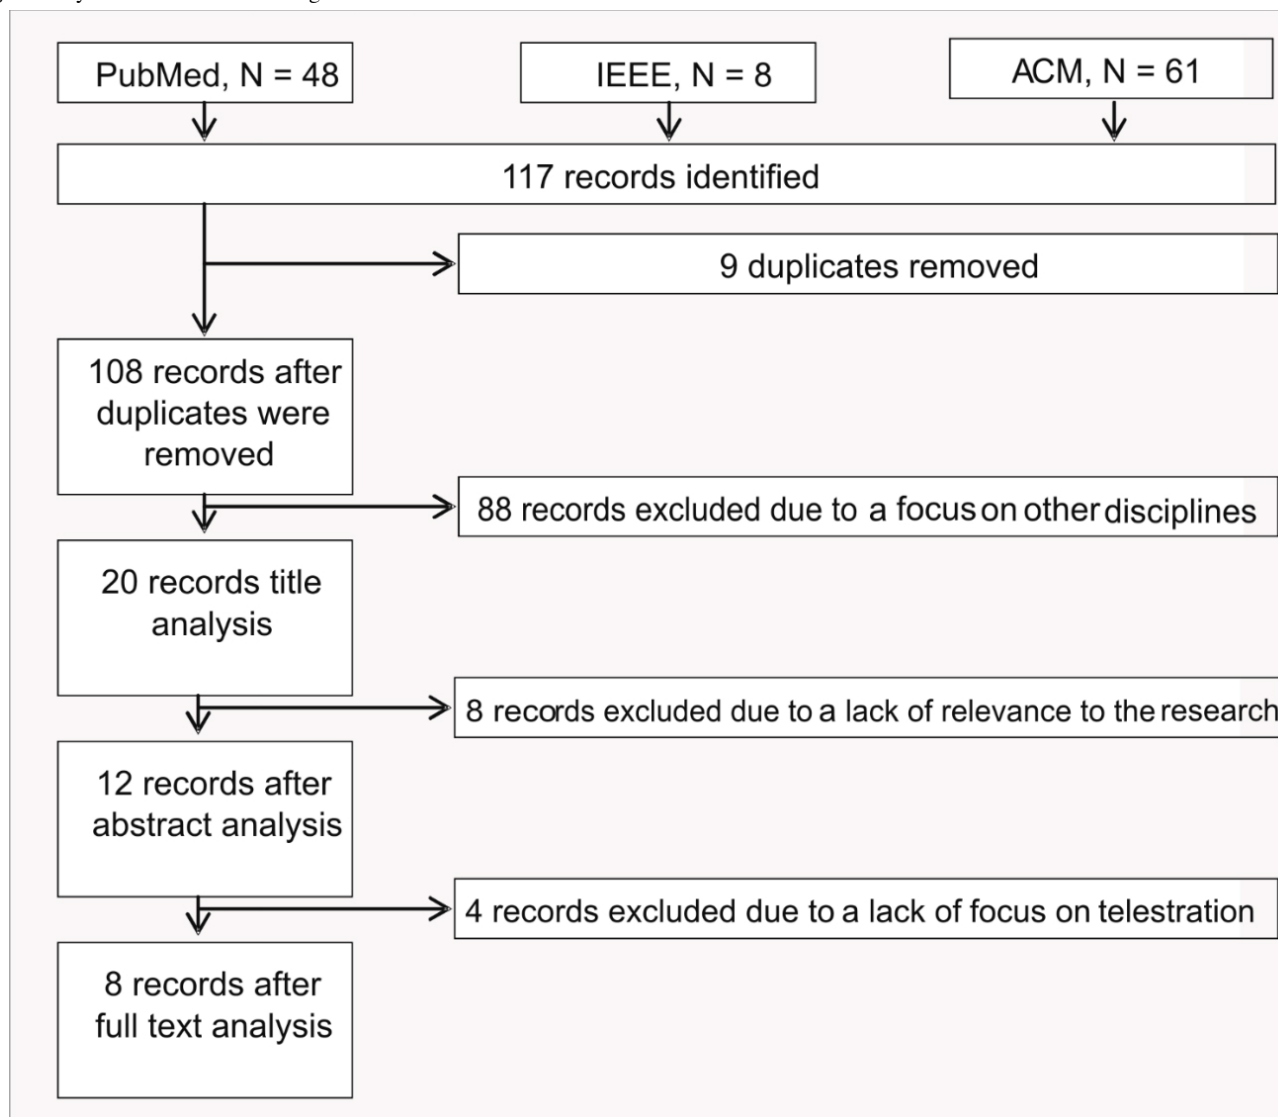 PubMed, N = 48
IEEE, N = 8
ACM, N = 61
117 records identified
9 duplicates removed
108 records after
duplicates were
removed
88 records excluded due to a focus on other disciplines
20 records title
analysis
8 records excluded due to a lack of relevance to the research
12 records after
abstract analysis
4 records excluded due to a lack of focus on telestration
8 records after
full text analysis